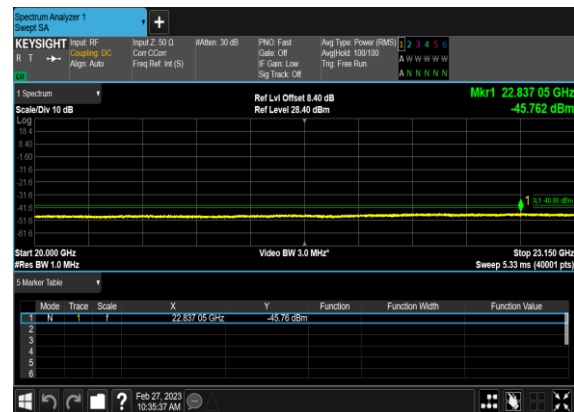 Spectrum Analyzer 1
Swept SA
+
KEYSIGHT
R T
LV
Input: RF
Coupling: DC
Align: Auto
Input Z: 50 Ω
Corr CCorr
Freq Ref: Int (S)
#Atten: 30 dB
PNO: Fast
Gate: Off
IF Gain: Low
Sig Track: Off
Avg Type: Power (RMS)
Avg|Hold: 100/100
Trig: Free Run
1 2 3 4 5 6
A W W W W W
A N N N N N
1 Spectrum
Scale/Div 10 dB
Ref Lvl Offset 8.40 dB
Ref Level 28.40 dBm
Mkr1 22.837 05 GHz
-45.762 dBm
Log
18.4
8.40
-1.60
-11.6
-21.6
-31.6
-41.6
-51.6
-61.6
1
DL1 -40.00 dBm
Start 20.000 GHz
#Res BW 1.0 MHz
Video BW 3.0 MHz*
Stop 23.150 GHz
Sweep 5.33 ms (40001 pts)
5 Marker Table
Mode Trace Scale X Y Function Function Width Function Value
1 N 1 f 22.837 05 GHz -45.76 dBm
2
3
4
5
6
?
Feb 27, 2023
10:35:37 AM